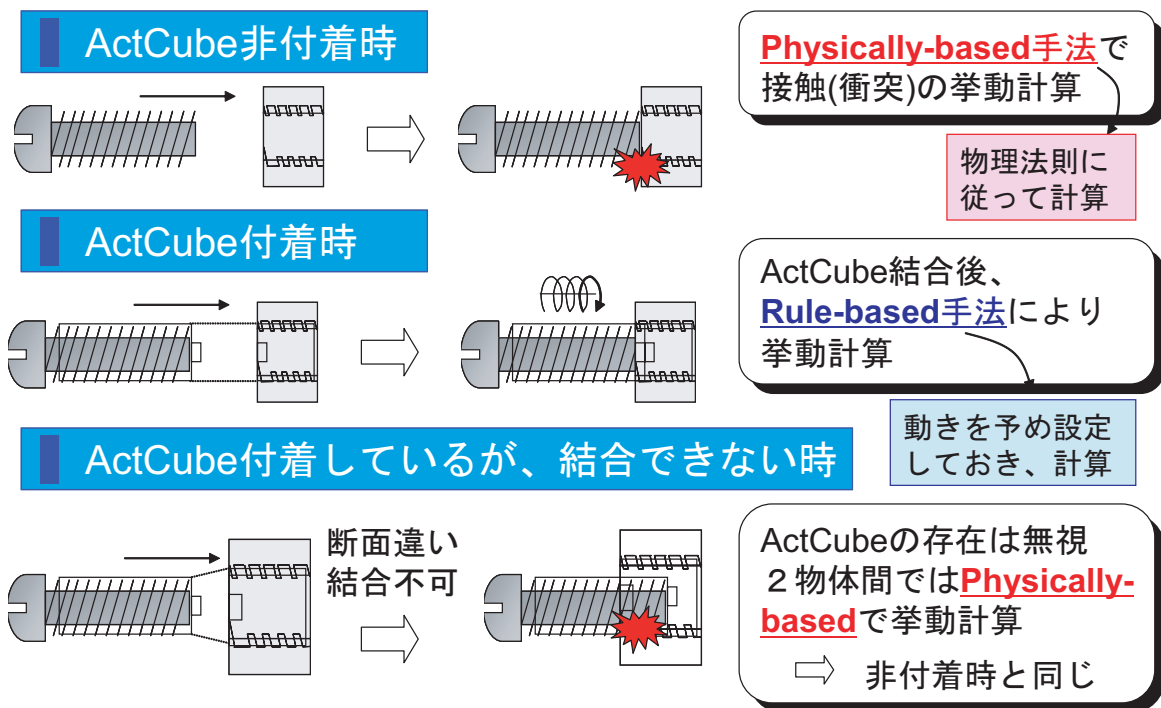 ActCube非付着時
Physically-based手法で
接触(衝突)の挙動計算
物理法則に
従って計算
ActCube付着時
ActCube結合後、
Rule-based手法により
挙動計算
動きを予め設定
しておき、計算
ActCube付着しているが、結合できない時
断面違い
結合不可
ActCubeの存在は無視
２物体間ではPhysically-
basedで挙動計算
⇨ 非付着時と同じ